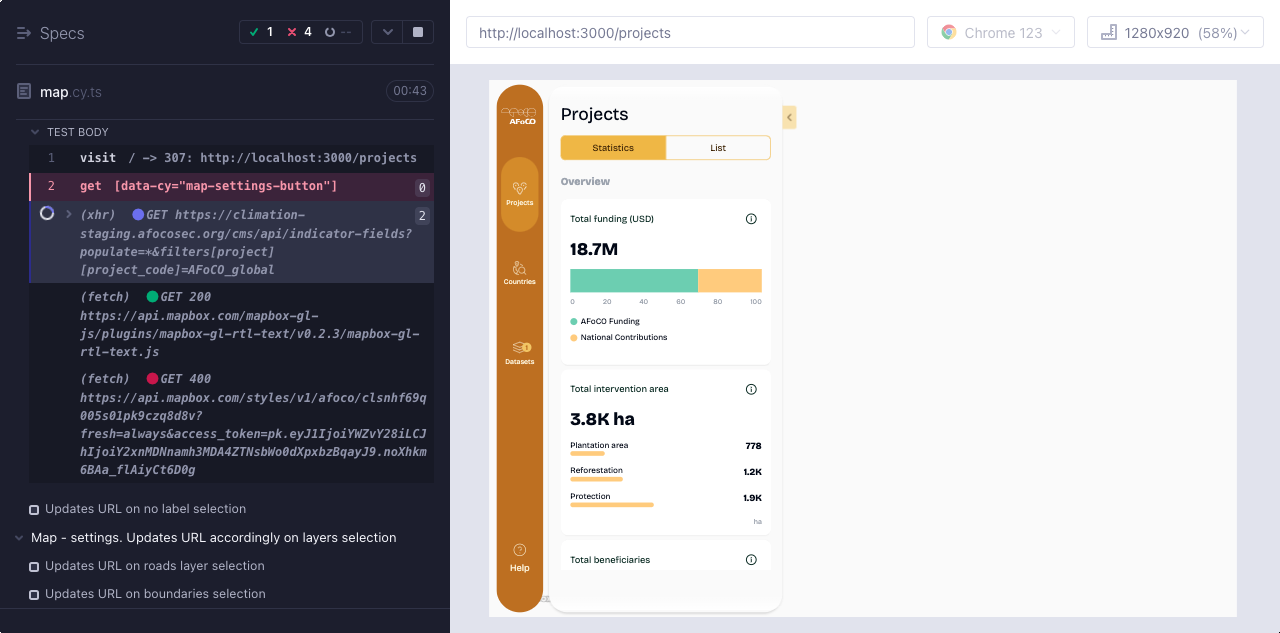 Specs
1
4
--
map.cy.ts
00:43
TEST BODY
1 visit / -> 307: http://localhost:3000/projects
2 get [data-cy="map-settings-button"] 0
(xhr) GET https://climation-
staging.afocosec.org/cms/api/indicator-fields?
populate=*&filters[project]
[project_code]=AFoCO_global
2
(fetch) GET 200
https://api.mapbox.com/mapbox-gl-
js/plugins/mapbox-gl-rtl-text/v0.2.3/mapbox-gl-
rtl-text.js
(fetch) GET 400
https://api.mapbox.com/styles/v1/afoco/clsnhf69q
005s01pk9czq8d8v?
fresh=always&access_token=pk.eyJ1IjoiYWZvY28iLCJ
hIjoiY2xnMDNnamh3MDA4ZTNsbWo0dXpxbzBqayJ9.noXhkm
6BAa_flAiyCt6D0g
Updates URL on no label selection
Map - settings. Updates URL accordingly on layers selection
Updates URL on roads layer selection
Updates URL on boundaries selection
http://localhost:3000/projects
Chrome 123
1280x920 (58%)
AFoCO
Projects
Countries
1
Datasets
Help
Projects
Statistics
List
Overview
Total funding (USD)
18.7M
0 20 40 60 80 100
AFoCO Funding
National Contributions
Total intervention area
3.8K ha
Plantation area 778
Reforestation 1.2K
Protection 1.9K
ha
Total beneficiaries